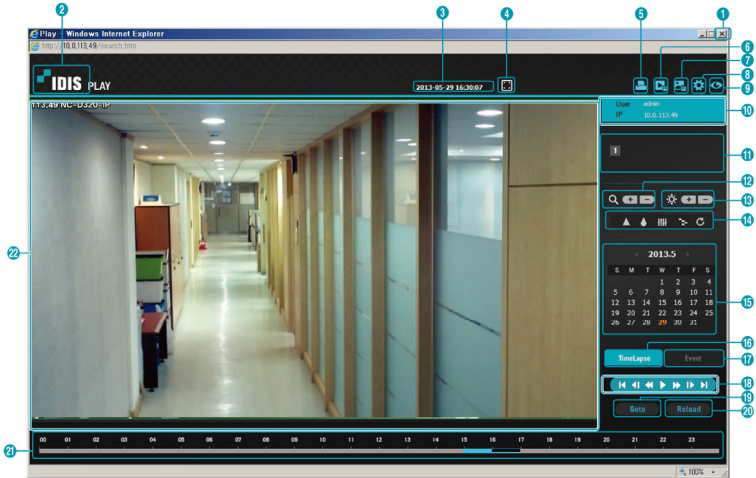 2 3 4 5 1
Play - Windows Internet Explorer
http://10.0.113.49/search.htm
6
7
8
9
IDIS PLAY
2013-05-29 16:30:07
113.49 NC-D320-IP
User admin
IP 10.0.113.49
10
1
11
12
+ - + -
13
14
22
2013.5
S M T W T F S
1 2 3 4
5 6 7 8 9 10 11
12 13 14 15 16 17 18
19 20 21 22 23 24 25
26 27 28 29 30 31
15
16
TimeLapse Event
17
18
19
Goto Reload
20
00 01 02 03 04 05 06 07 08 09 10 11 12 13 14 15 16 17 18 19 20 21 22 23
21
100%